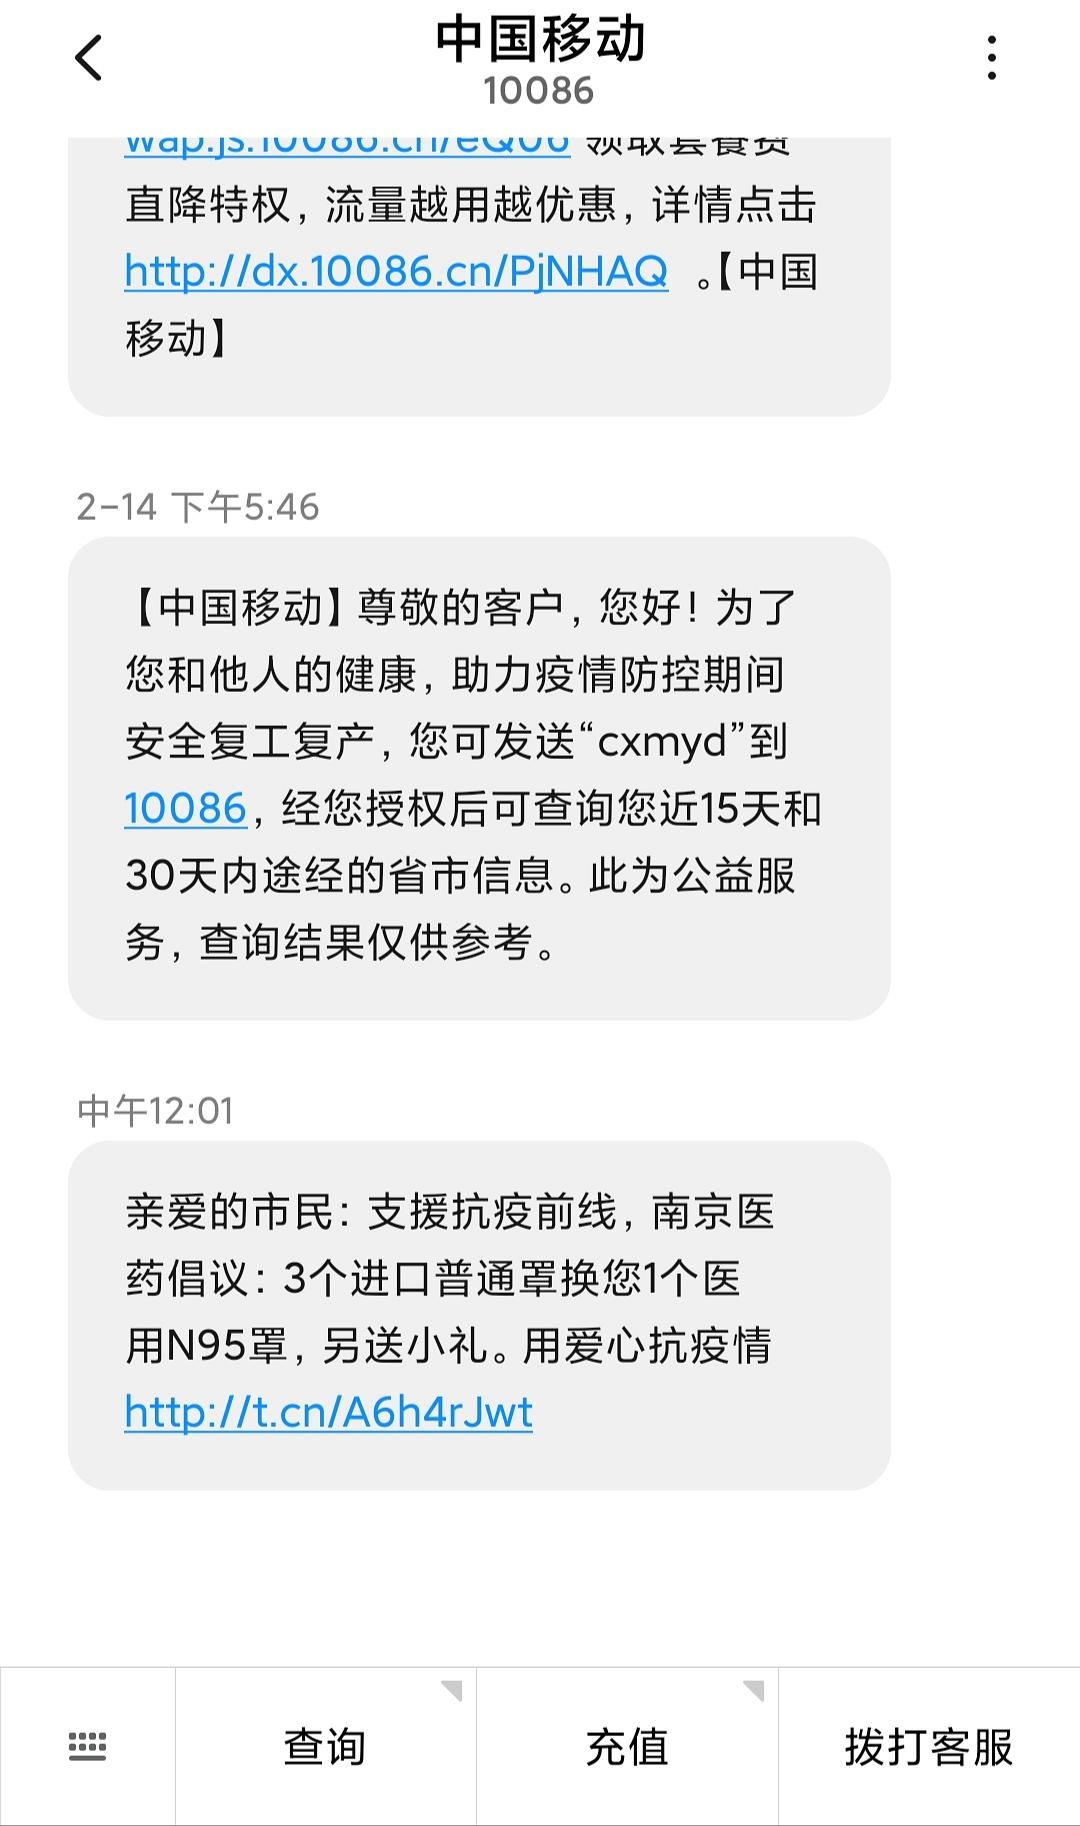 中国移动
10086
wap.js.10086.cn/eQU6 领取套餐费
直降特权，流量越用越优惠，详情点击
http://dx.10086.cn/PjNHAQ 。【中国
移动】
2-14 下午5:46
【中国移动】尊敬的客户，您好！为了
您和他人的健康，助力疫情防控期间
安全复工复产，您可发送“cxmyd”到
10086，经您授权后可查询您近15天和
30天内途经的省市信息。此为公益服
务，查询结果仅供参考。
中午12:01
亲爱的市民：支援抗疫前线，南京医
药倡议：3个进口普通罩换您1个医
用N95罩，另送小礼。用爱心抗疫情
http://t.cn/A6h4rJwt
查询
充值
拨打客服